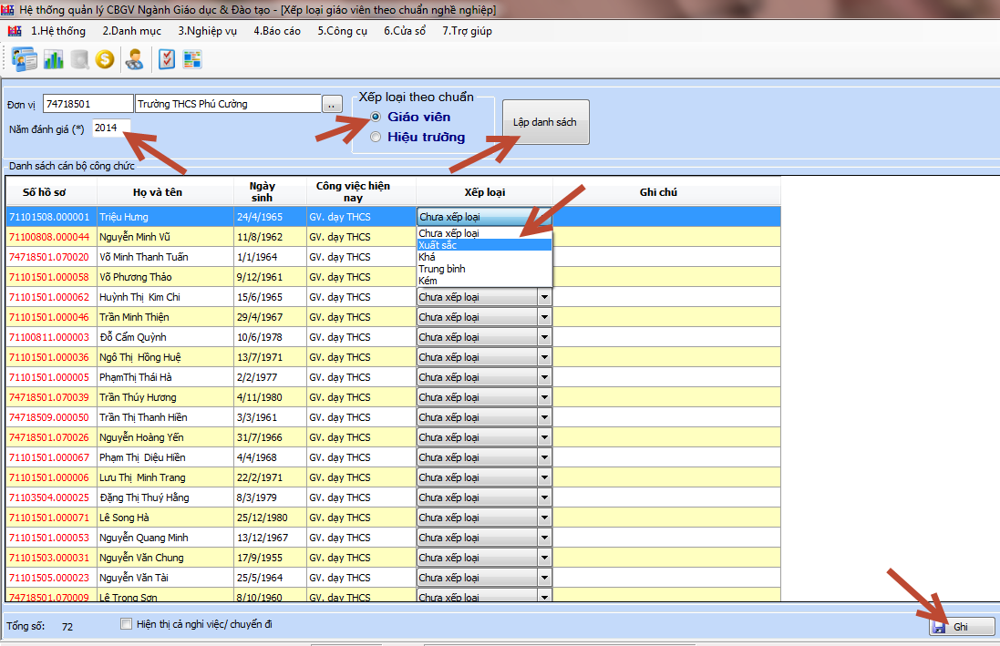 Hệ thống quản lý CBGV Ngành Giáo dục & Đào tạo - [Xếp loại giáo viên theo chuẩn nghề nghiệp]
1.Hệ thống 2.Danh mục 3.Nghiệp vụ 4.Báo cáo 5.Công cụ 6.Cửa sổ 7.Trợ giúp
Xếp loại theo chuẩn
Đơn vị 74718501 Trường THCS Phú Cường ..
Giáo viên
Lập danh sách
Năm đánh giá (*) 2014
Hiệu trưởng
Danh sách cán bộ công chức
Số hồ sơ Họ và tên Ngày sinh Công việc hiện nay Xếp loại Ghi chú
71101508.000001 Triệu Hưng 24/4/1965 GV. dạy THCS Chưa xếp loại
71100808.000044 Nguyễn Minh Vũ 11/8/1962 GV. dạy THCS Chưa xếp loại
Xuất sắc
74718501.070020 Võ Minh Thanh Tuấn 1/1/1964 GV. dạy THCS Khá
Trung bình
71101501.000058 Võ Phương Thảo 9/12/1961 GV. dạy THCS Kém
71101501.000062 Huỳnh Thị Kim Chi 15/6/1965 GV. dạy THCS Chưa xếp loại
71101501.000046 Trần Minh Thiện 29/4/1967 GV. dạy THCS Chưa xếp loại
71100811.000003 Đỗ Cẩm Quỳnh 10/6/1978 GV. dạy THCS Chưa xếp loại
71101501.000036 Ngô Thị Hồng Huệ 13/7/1971 GV. dạy THCS Chưa xếp loại
71101501.000005 PhạmThị Thái Hà 2/2/1977 GV. dạy THCS Chưa xếp loại
74718501.070039 Trần Thúy Hương 4/11/1980 GV. dạy THCS Chưa xếp loại
74718509.000050 Trần Thị Thanh Hiền 3/3/1961 GV. dạy THCS Chưa xếp loại
74718501.070026 Nguyễn Hoàng Yến 31/7/1966 GV. dạy THCS Chưa xếp loại
71101501.000067 Phạm Thị Diệu Hiền 4/4/1968 GV. dạy THCS Chưa xếp loại
71101501.000006 Lưu Thị Minh Trang 22/2/1971 GV. dạy THCS Chưa xếp loại
71103504.000025 Đặng Thị Thuý Hằng 8/3/1979 GV. dạy THCS Chưa xếp loại
71101501.000071 Lê Song Hà 25/12/1980 GV. dạy THCS Chưa xếp loại
71101501.000053 Nguyễn Quang Minh 13/12/1967 GV. dạy THCS Chưa xếp loại
71101503.000031 Nguyễn Văn Chung 17/9/1955 GV. dạy THCS Chưa xếp loại
71101505.000023 Nguyễn Văn Tài 25/5/1964 GV. dạy THCS Chưa xếp loại
74718501.070009 Lê Trọng Sơn 8/10/1960 GV. dạy THCS Chưa xếp loại
Tổng số: 72 Hiện thị cả nghỉ việc/ chuyển đi Ghi